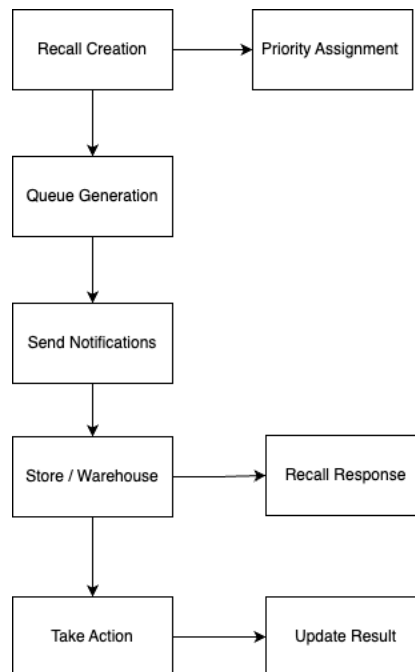 Recall Creation
Priority Assignment
Queue Generation
Send Notifications
Store / Warehouse
Recall Response
Take Action
Update Result